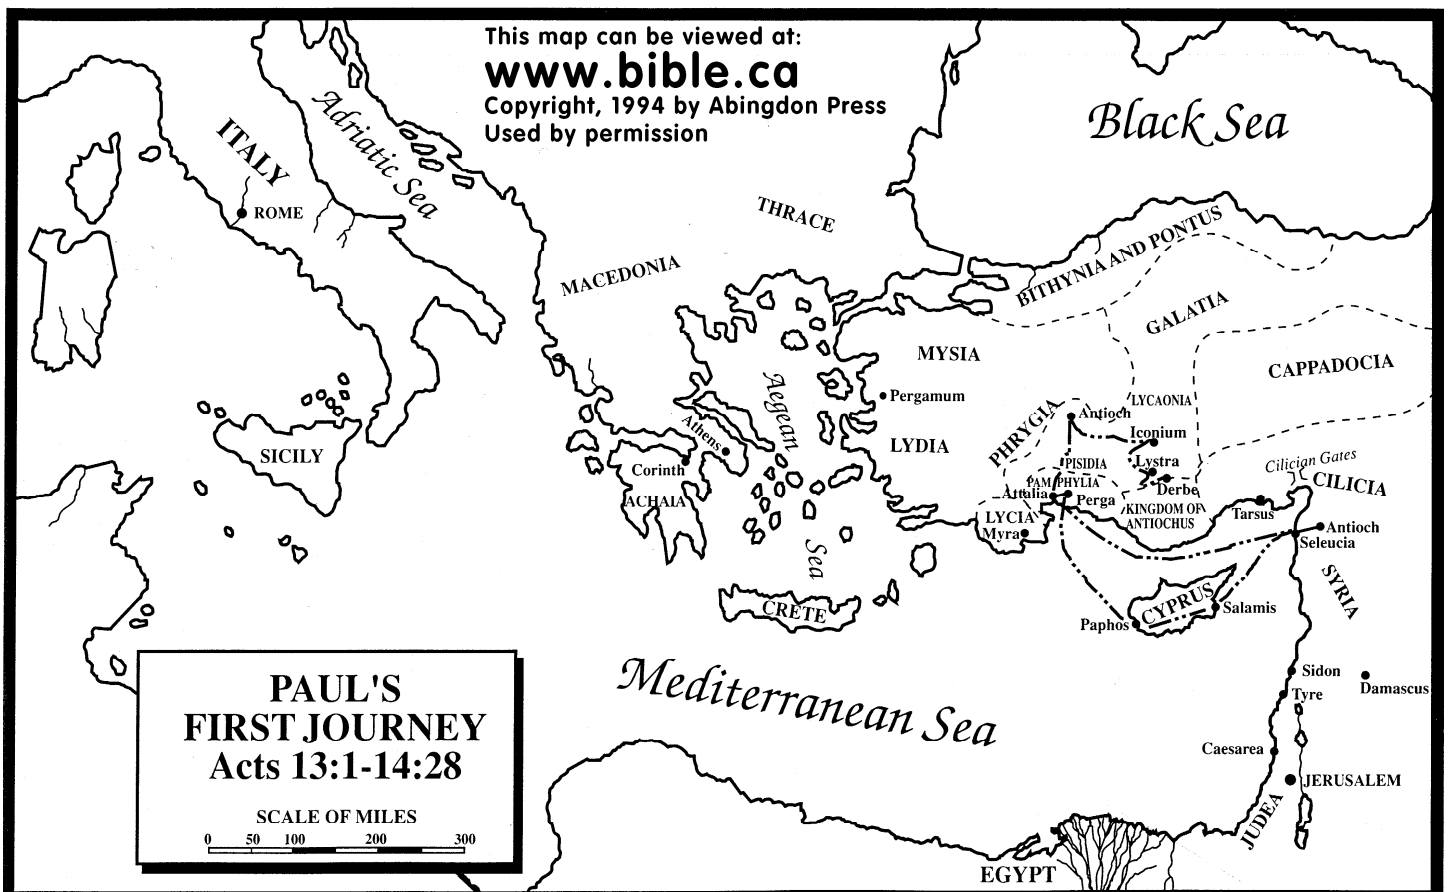 This map can be viewed at:
www.bible.ca
Copyright, 1994 by Abingdon Press
Used by permission
Black Sea
Adriatic Sea
ITALY
ROME
THRACE
MACEDONIA
BITHYNIA AND PONTUS
GALATIA
MYSIA
CAPPADOCIA
Aegean
Sea
Pergamum
LYCAONIA
PHRYGIA
Antioch
Iconium
Athens
LYDIA
SICILY
Corinth
PISIDIA
Lystra
Cilician Gates
CILICIA
PAMPHYLIA
Derbe
ACHAIA
Attalia
Perga
KINGDOM OF
ANTIOCHUS
Tarsus
LYCIA
Myra
Antioch
Seleucia
SYRIA
CRETE
CYPRUS
Salamis
Paphos
Mediterranean Sea
Sidon
Damascus
Tyre
Caesarea
JERUSALEM
JUDEA
EGYPT
PAUL'S
FIRST JOURNEY
Acts 13:1-14:28
SCALE OF MILES
0 50 100 200 300